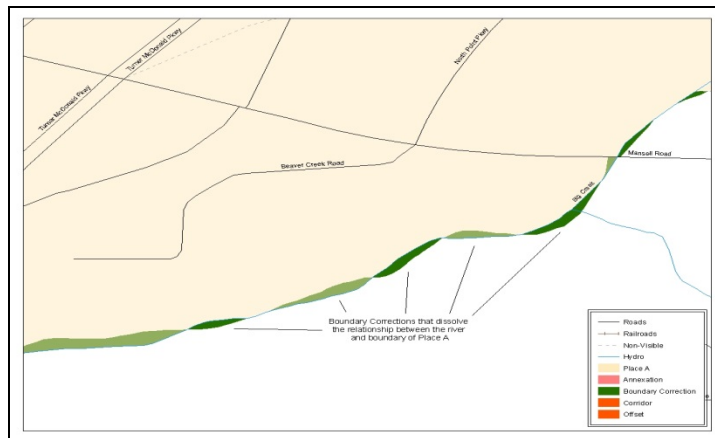 Turner McDonald Pkwy
Turner McDonald Pkwy
North Point Pkwy
Beaver Creek Road
Mansell Road
Big Creek
Boundary Corrections that dissolve
the relationship between the river
and boundary of Place A
Roads
Railroads
Non-Visible
Hydro
Place A
Annexation
Boundary Correction
Corridor
Offset